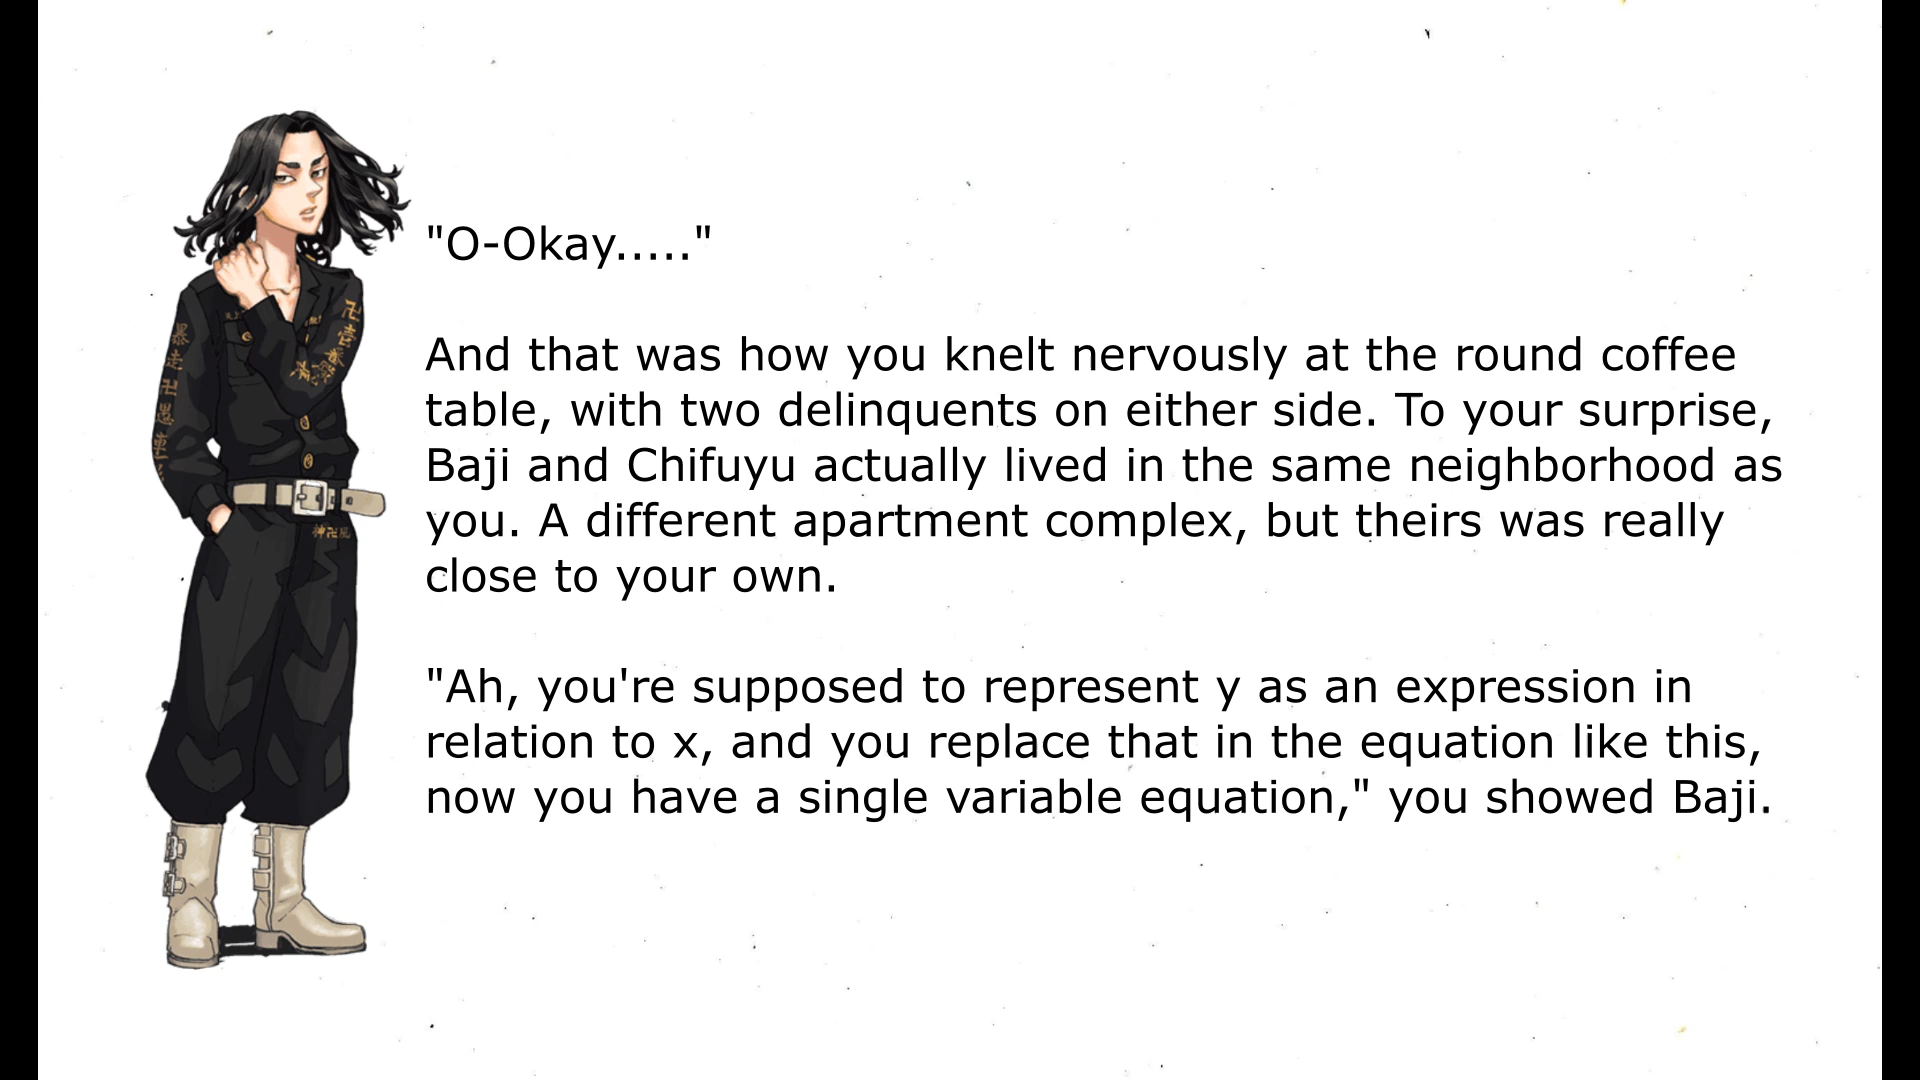 "O-Okay....."
And that was how you knelt nervously at the round coffee
table, with two delinquents on either side. To your surprise,
Baji and Chifuyu actually lived in the same neighborhood as
you. A different apartment complex, but theirs was really
close to your own.
"Ah, you're supposed to represent y as an expression in
relation to x, and you replace that in the equation like this,
now you have a single variable equation," you showed Baji.